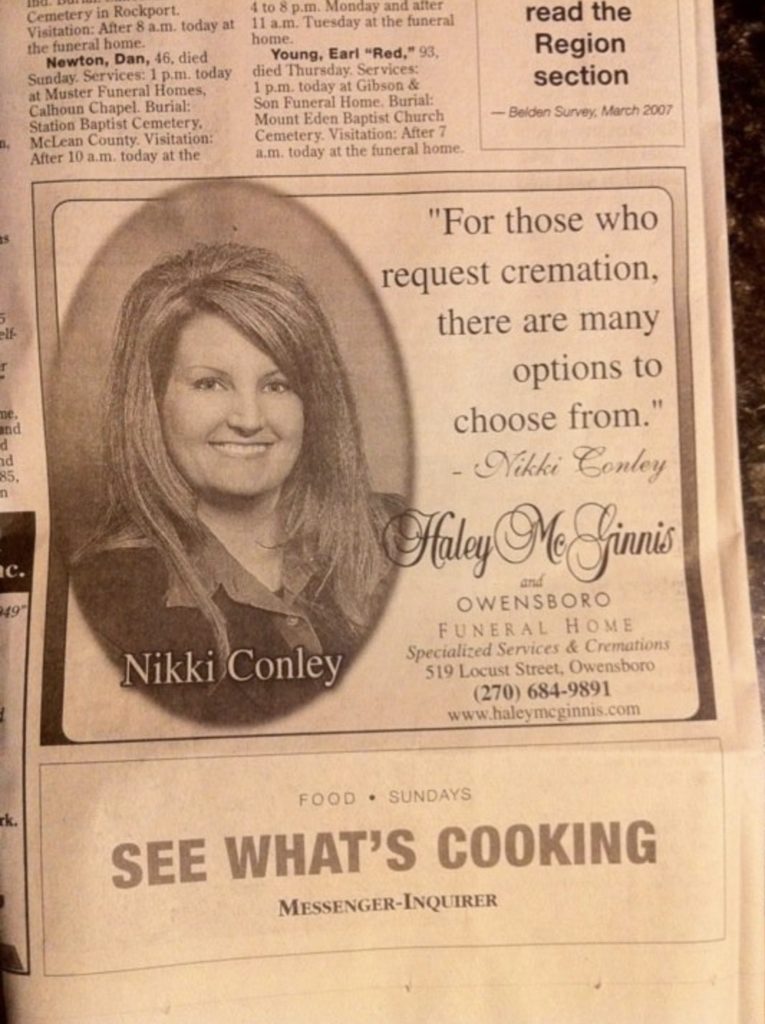 Cemetery in Rockport.
Visitation: After 8 a.m. today at
the funeral home.
Newton, Dan, 46, died
Sunday. Services: 1 p.m. today
at Muster Funeral Homes,
Calhoun Chapel. Burial:
Station Baptist Cemetery,
McLean County. Visitation:
After 10 a.m. today at the
4 to 8 p.m. Monday and after
11 a.m. Tuesday at the funeral
home.
Young, Earl "Red," 93,
died Thursday. Services:
1 p.m. today at Gibson &
Son Funeral Home. Burial:
Mount Eden Baptist Church
Cemetery. Visitation: After 7
a.m. today at the funeral home.
read the
Region
section
— Belden Survey, March 2007
"For those who
request cremation,
there are many
options to
choose from."
- Nikki Conley
Nikki Conley
Haley McGinnis
and
OWENSBORO
FUNERAL HOME
Specialized Services & Cremations
519 Locust Street, Owensboro
(270) 684-9891
www.haleymcginnis.com
FOOD • SUNDAYS
SEE WHAT'S COOKING
MESSENGER-INQUIRER